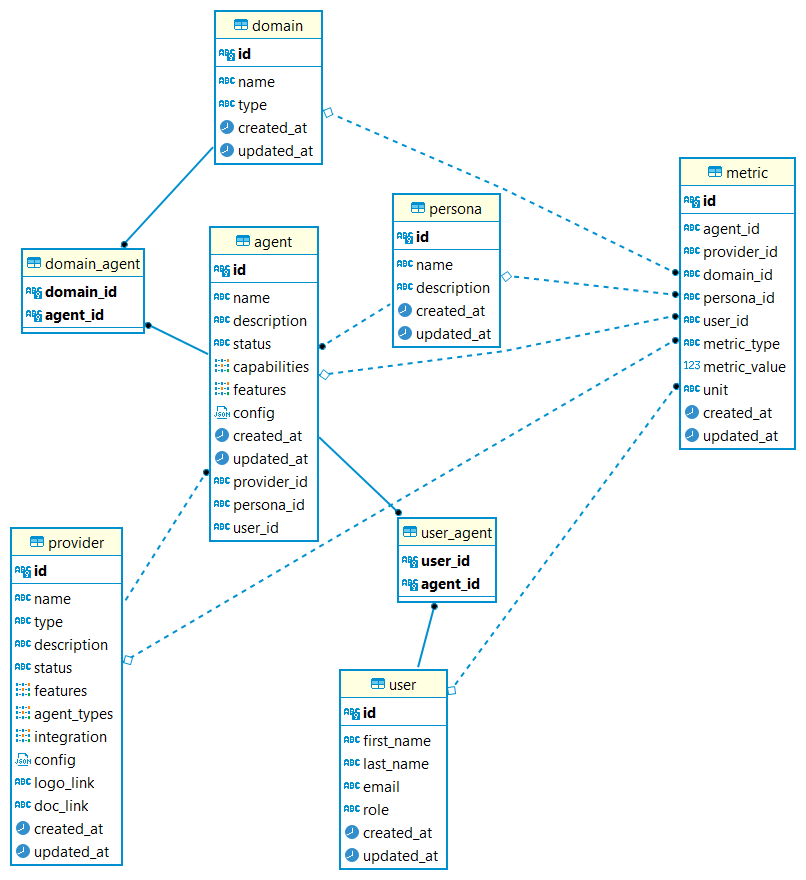 domain
id
name
type
created_at
updated_at
metric
id
agent_id
provider_id
domain_id
persona_id
user_id
metric_type
123 metric_value
unit
created_at
updated_at
persona
id
name
description
created_at
updated_at
domain_agent
domain_id
agent_id
agent
id
name
description
status
capabilities
features
config
created_at
updated_at
provider_id
persona_id
user_id
user_agent
user_id
agent_id
provider
id
name
type
description
status
features
agent_types
integration
config
logo_link
doc_link
created_at
updated_at
user
id
first_name
last_name
email
role
created_at
updated_at